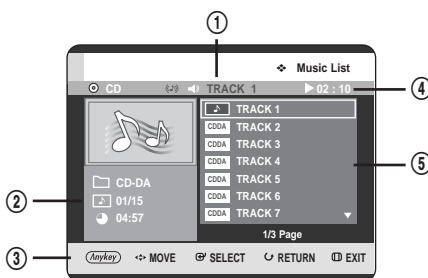 ①
❖ Music List
CD TRACK 1 02 : 10
④
TRACK 1
CDDA TRACK 2
CDDA TRACK 3
CDDA TRACK 4
⑤
CDDA TRACK 5
CDDA TRACK 6
CDDA TRACK 7
②
CD-DA
01/15
04:57
1/3 Page
③
Anykey MOVE SELECT RETURN EXIT